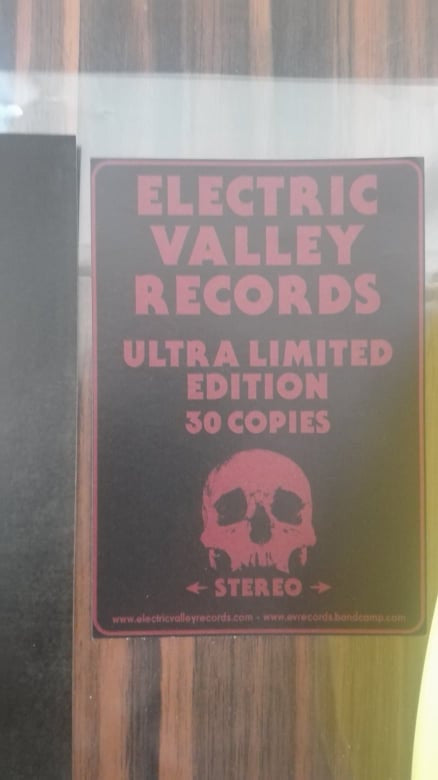 ELECTRIC
VALLEY
RECORDS
ULTRA LIMITED
EDITION
30 COPIES
← STEREO →
www.electricvalleyrecords.com - www.evrecords.bandcamp.com